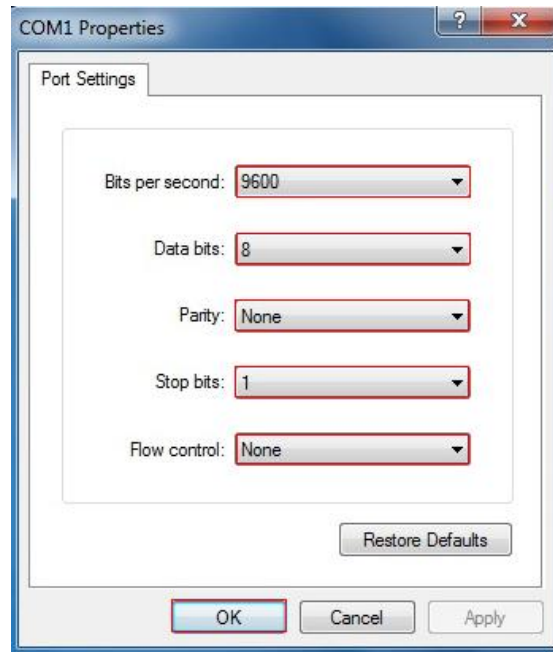 COM1 Properties
? X
Port Settings
Bits per second: 9600
Data bits: 8
Parity: None
Stop bits: 1
Flow control: None
Restore Defaults
OK Cancel Apply